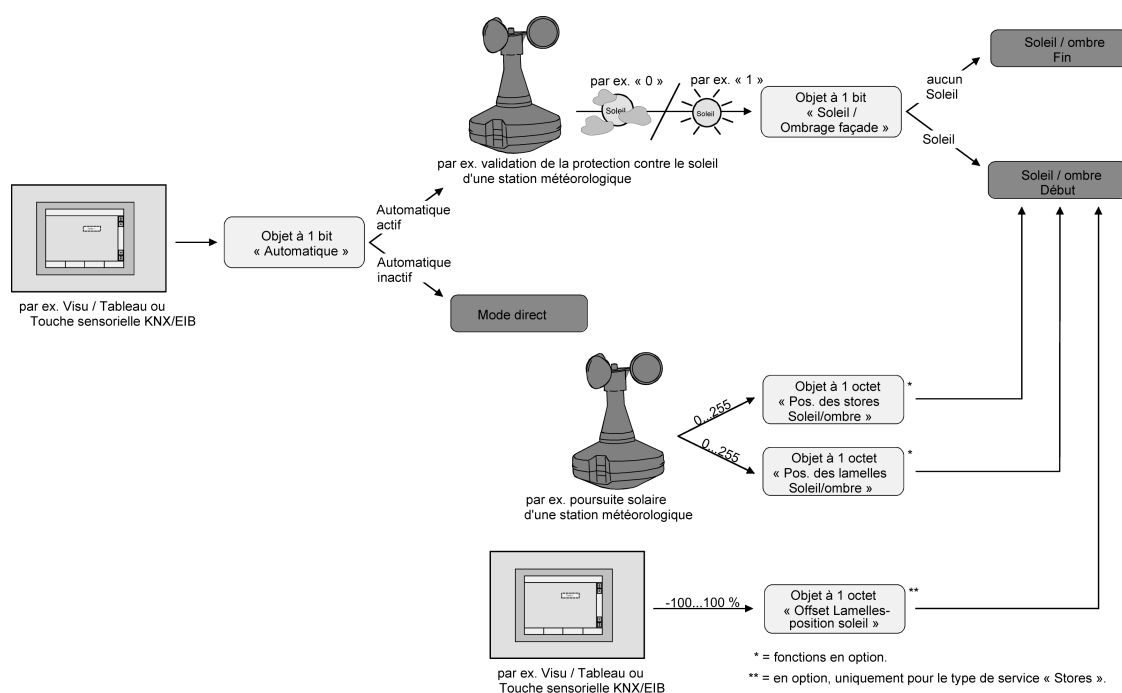 Soleil / ombre
Fin
par ex. « 0 »
par ex. « 1 »
aucun
Soleil
Soleil
Soleil
Objet à 1 bit
« Soleil /
Ombrage façade »
Soleil
par ex. validation de la protection contre le soleil
d'une station météorologique
Soleil / ombre
Début
Automatique
actif
Objet à 1 bit
« Automatique »
Automatique
inactif
par ex. Visu / Tableau ou
Touche sensorielle KNX/EIB
Mode direct
0...255
Objet à 1 octet
« Pos. des stores
Soleil/ombre »
*
0...255
Objet à 1 octet
« Pos. des lamelles
Soleil/ombre »
*
par ex. poursuite solaire
d'une station météorologique
-100...100 %
Objet à 1 octet
« Offset Lamelles-
position soleil »
**
* = fonctions en option.
par ex. Visu / Tableau ou
Touche sensorielle KNX/EIB
** = en option, uniquement pour le type de service « Stores ».